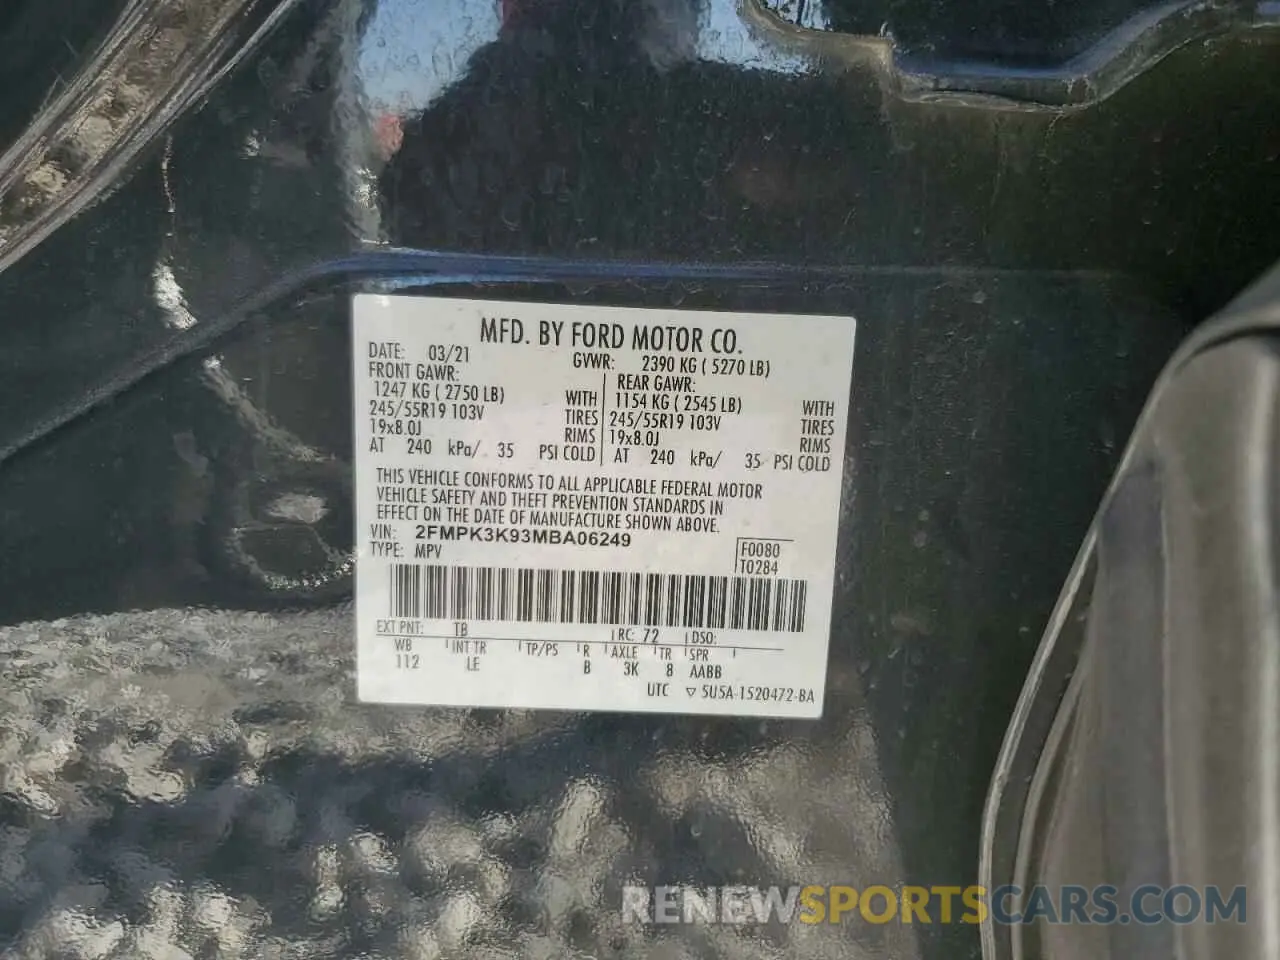 MFD. BY FORD MOTOR CO.
DATE: 03/21 GVWR: 2390 KG ( 5270 LB)
FRONT GAWR: REAR GAWR:
1247 KG ( 2750 LB) WITH 1154 KG ( 2545 LB) WITH
245/55R19 103V TIRES 245/55R19 103V TIRES
19x8.0J RIMS 19x8.0J RIMS
AT 240 kPa/ 35 PSI COLD AT 240 kPa/ 35 PSI COLD
THIS VEHICLE CONFORMS TO ALL APPLICABLE FEDERAL MOTOR
VEHICLE SAFETY AND THEFT PREVENTION STANDARDS IN
EFFECT ON THE DATE OF MANUFACTURE SHOWN ABOVE.
VIN: 2FMPK3K93MBA06249 F0080
TYPE: MPV T0284
EXT PNT: TB RC: 72 DSO:
WB INT TR TP/PS R AXLE TR SPR
112 LE B 3K 8 AABB
UTC ▽ 5U5A-1520472-BA
RENEWSPORTSCARS.COM